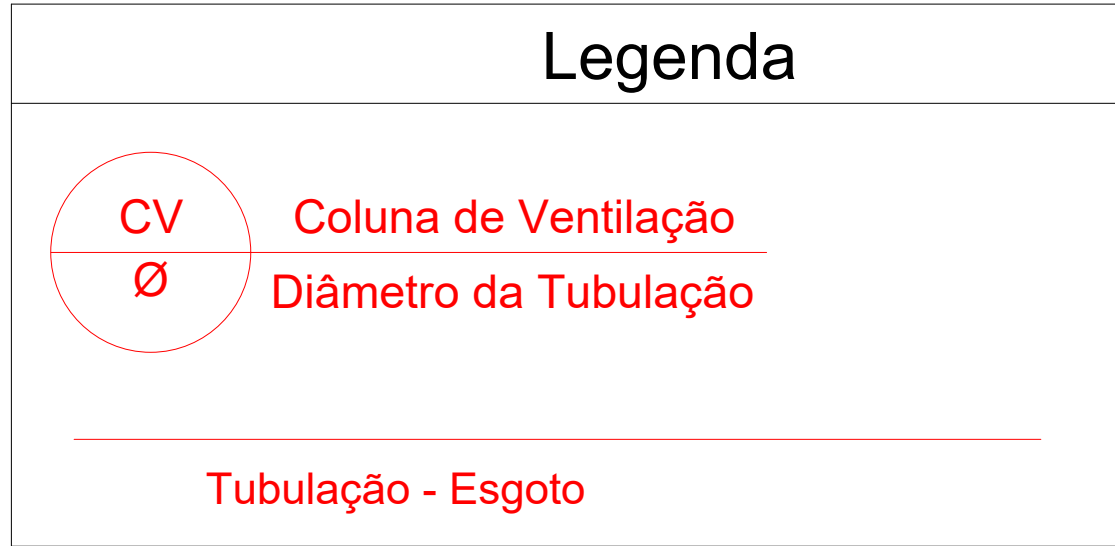 Legenda
CV
Coluna de Ventilação
Ø
Diâmetro da Tubulação
Tubulação - Esgoto